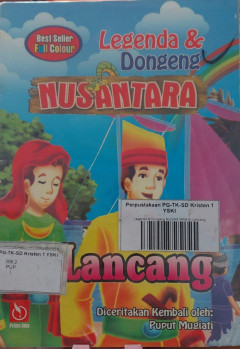 Best Seller
Full Colour
Legenda &
Dongeng
NUSANTARA
Perpustakaan PG-TK-SD Kristen 1
YSKI
PG-TK-SD Kristen 1 YSKI
PUP
Lancang
Diceritakan Kembali oleh:
Puput Mugiati